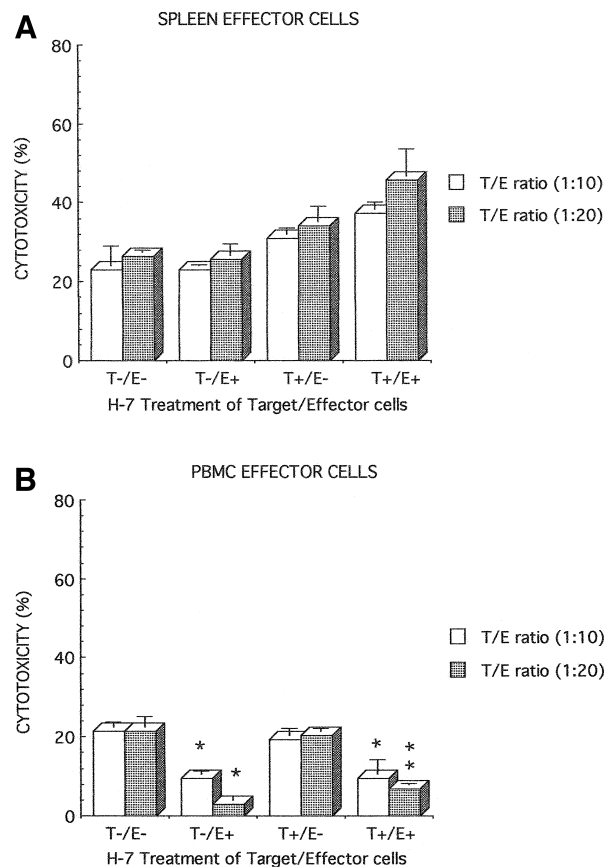 A
SPLEEN EFFECTOR CELLS
80
60
40
20
0
CYTOTOXICITY (%)
T/E ratio (1:10)
T/E ratio (1:20)
T-/E- T-/E+ T+/E- T+/E+
H-7 Treatment of Target/Effector cells
B
PBMC EFFECTOR CELLS
80
60
40
20
0
CYTOTOXICITY (%)
T/E ratio (1:10)
T/E ratio (1:20)
* * * * *
T-/E- T-/E+ T+/E- T+/E+
H-7 Treatment of Target/Effector cells